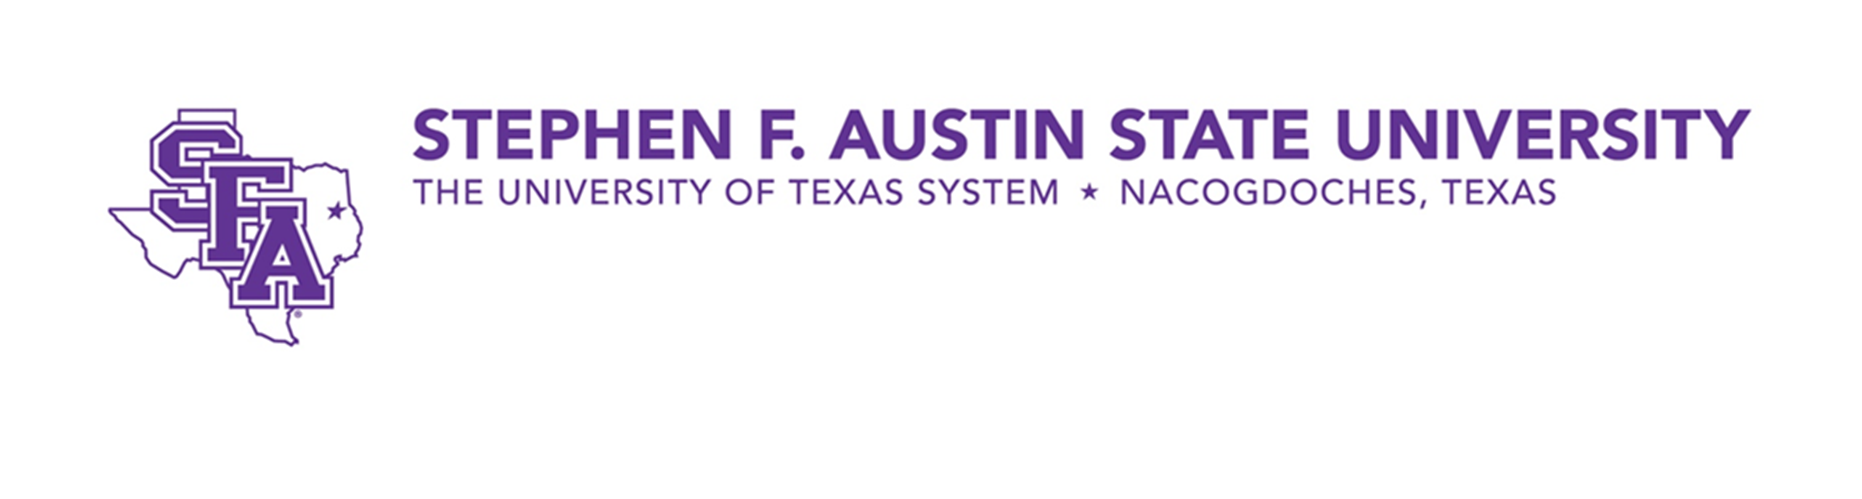 SFA
STEPHEN F. AUSTIN STATE UNIVERSITY
THE UNIVERSITY OF TEXAS SYSTEM ★ NACOGDOCHES, TEXAS
®